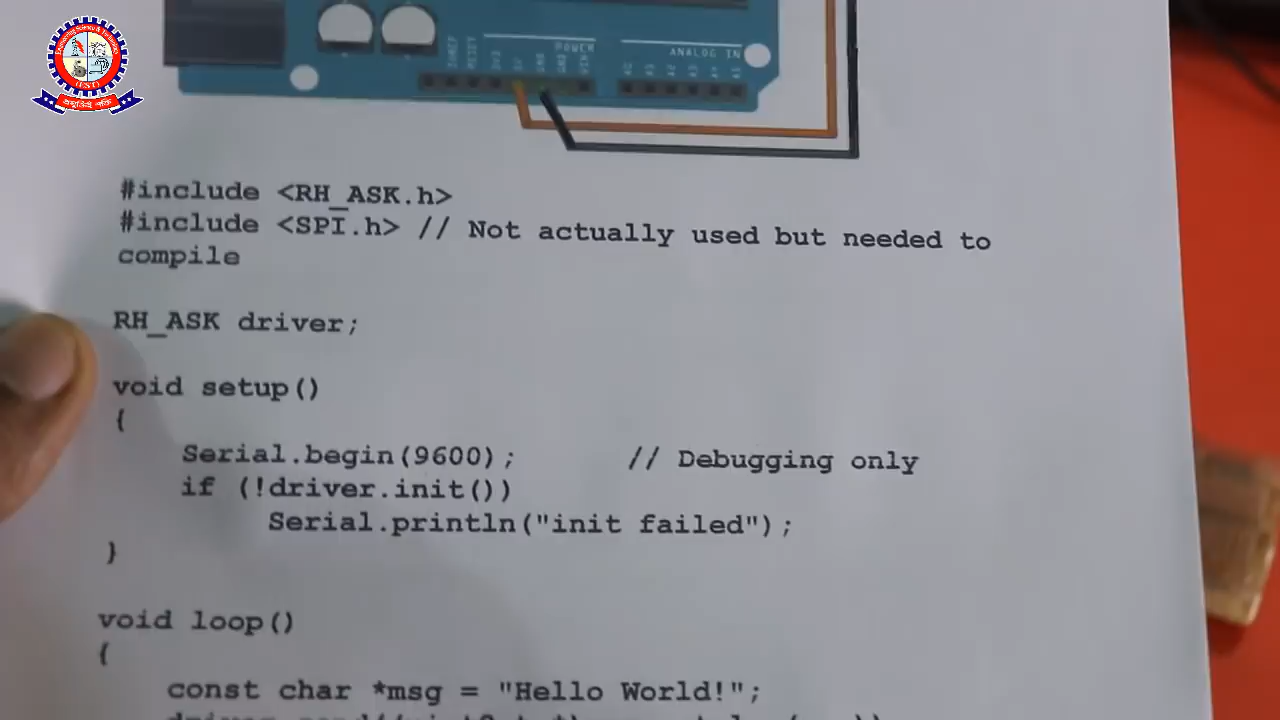 POWER
ANALOG IN
#include <RH_ASK.h>
#include <SPI.h> // Not actually used but needed to
compile
RH_ASK driver;
void setup()
{
Serial.begin(9600); // Debugging only
if (!driver.init())
Serial.println("init failed");
}
void loop()
{
const char *msg = "Hello World!";